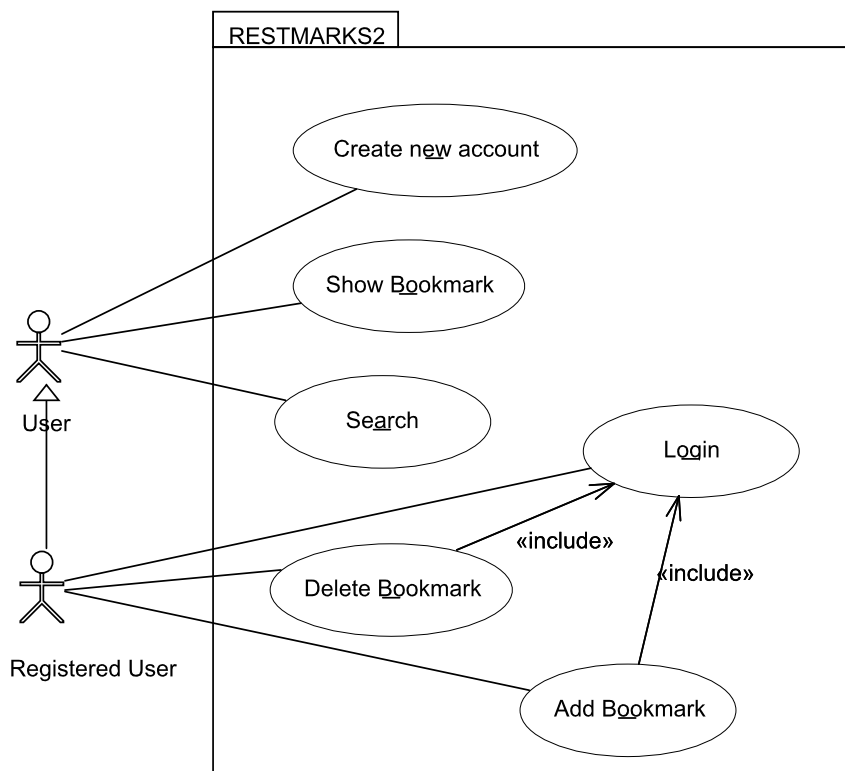 RESTMARKS2
Create new account
Show Bookmark
Search
User
Login
«include»
«include»
Delete Bookmark
Registered User
Add Bookmark